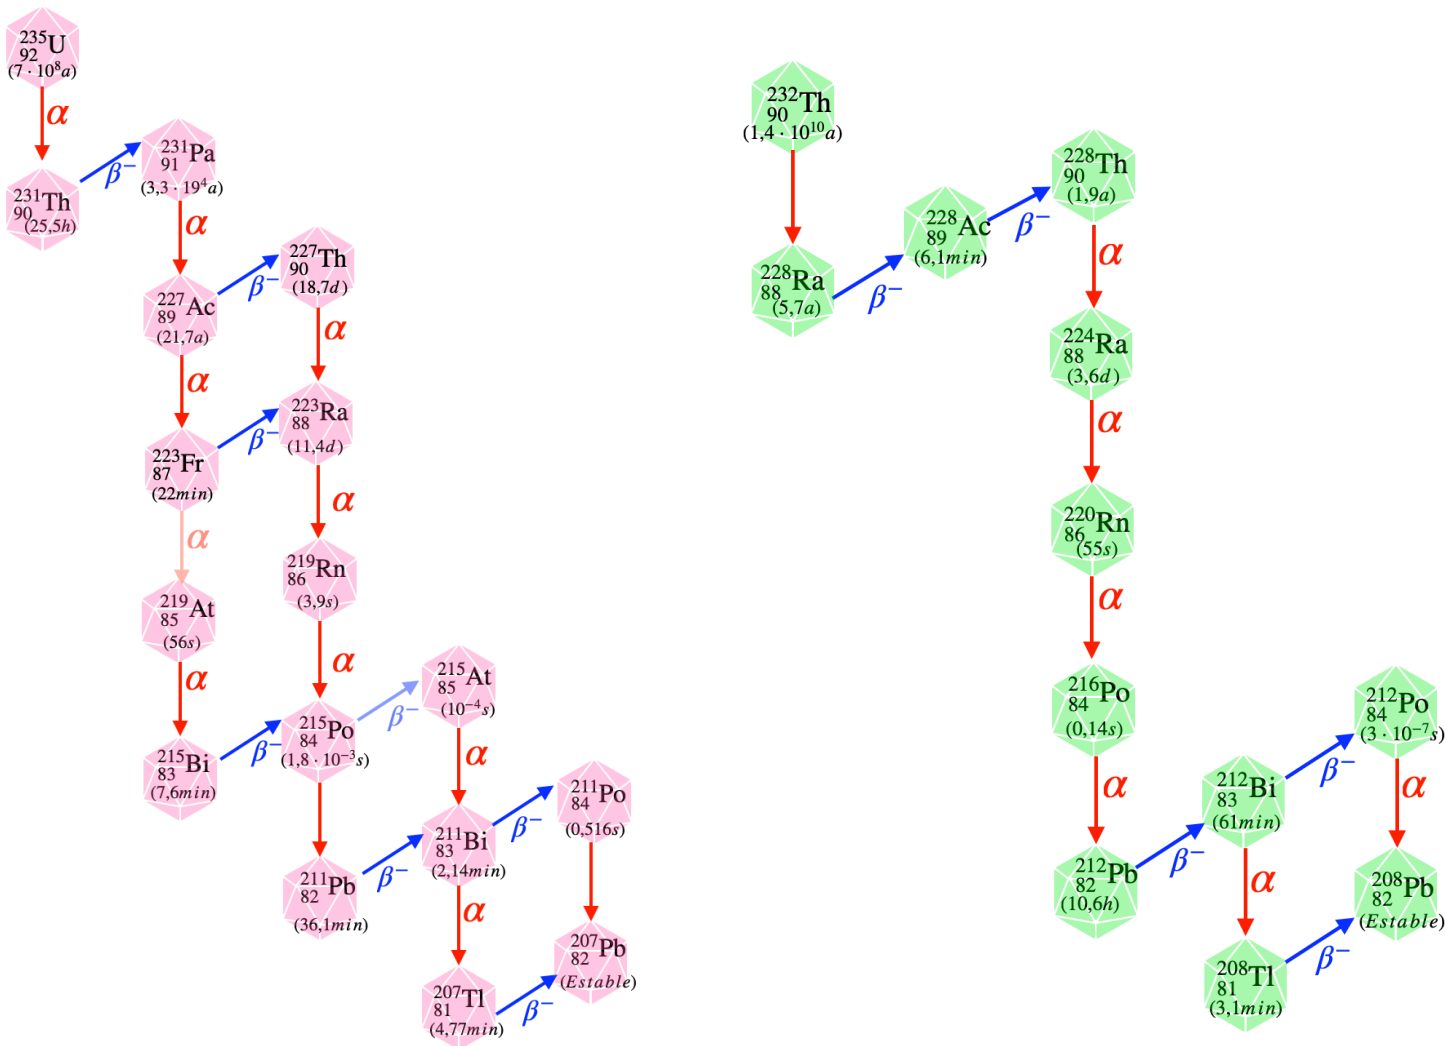 235
92 U
(7 · 10⁸a)
α
231
90 Th
(25,5h)
β⁻
231
91 Pa
(3,3 · 19⁴a)
α
227
89 Ac
(21,7a)
β⁻
227
90 Th
(18,7d)
α
α
223
87 Fr
(22min)
β⁻
223
88 Ra
(11,4d)
α
α
219
85 At
(56s)
219
86 Rn
(3,9s)
α
α
215
83 Bi
(7,6min)
β⁻
215
84 Po
(1,8 · 10⁻³s)
β⁻
215
85 At
(10⁻⁴s)
α
211
82 Pb
(36,1min)
β⁻
211
83 Bi
(2,14min)
β⁻
211
84 Po
(0,516s)
α
207
81 Tl
(4,77min)
β⁻
207
82 Pb
(Estable)
232
90 Th
(1,4 · 10¹⁰a)
228
88 Ra
(5,7a)
β⁻
228
89 Ac
(6,1min)
β⁻
228
90 Th
(1,9a)
α
224
88 Ra
(3,6d)
α
220
86 Rn
(55s)
α
216
84 Po
(0,14s)
α
212
82 Pb
(10,6h)
β⁻
212
83 Bi
(61min)
β⁻
212
84 Po
(3 · 10⁻⁷s)
α
α
208
81 Tl
(3,1min)
β⁻
208
82 Pb
(Estable)